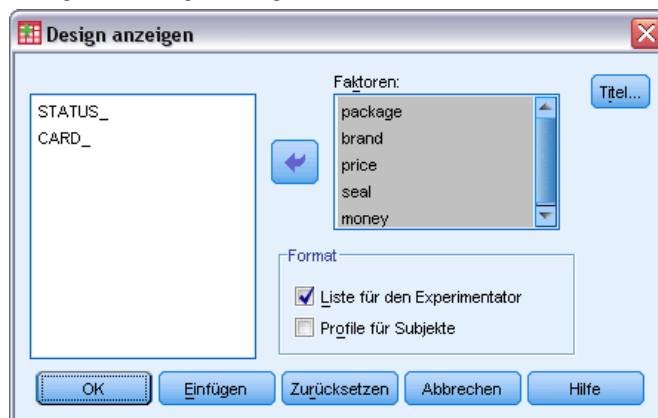 Design anzeigen
Faktoren:
Titel...
STATUS_
CARD_
package
brand
price
seal
money
Format
Liste für den Experimentator
Profile für Subjekte
OK
Einfügen
Zurücksetzen
Abbrechen
Hilfe